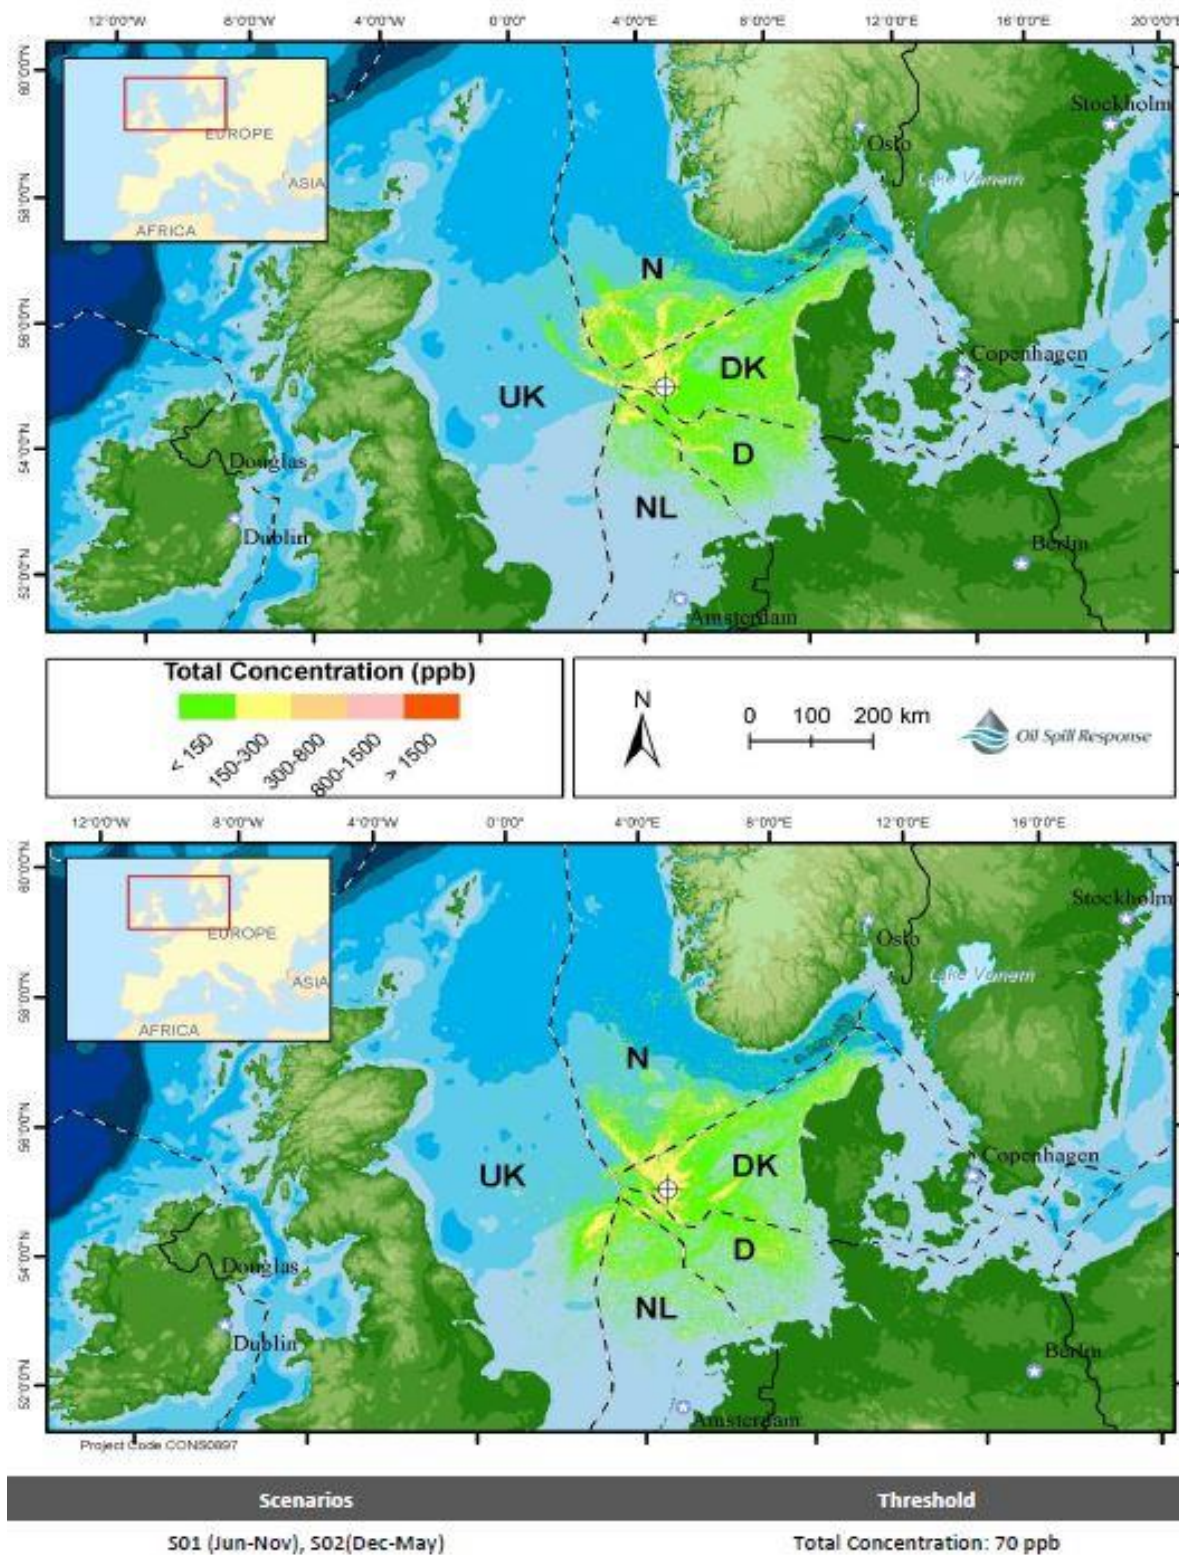 12°0'0"W 8°0'0"W 4°0'0"W 0°0'0" 4°0'0"E 8°0'0"E 12°0'0"E 16°0'0"E 20°0'0"E
60°0'0"N
58°0'0"N
56°0'0"N
54°0'0"N
52°0'0"N
EUROPE
ASIA
AFRICA
Stockholm
Oslo
Lake Vanern
N
Copenhagen
DK
UK
D
Douglas
NL
Dublin
Berlin
Amsterdam
Total Concentration (ppb)
< 150
150-300
300-800
800-1500
> 1500
N
0 100 200 km
Oil Spill Response
12°0'0"W 8°0'0"W 4°0'0"W 0°0'0" 4°0'0"E 8°0'0"E 12°0'0"E 16°0'0"E
60°0'0"N
58°0'0"N
56°0'0"N
54°0'0"N
52°0'0"N
EUROPE
ASIA
AFRICA
Stockholm
Oslo
Lake Vanern
N
Copenhagen
DK
UK
D
Douglas
NL
Dublin
Berlin
Amsterdam
Project Code CONS0897
Scenarios Threshold
S01 (Jun-Nov), S02(Dec-May) Total Concentration: 70 ppb